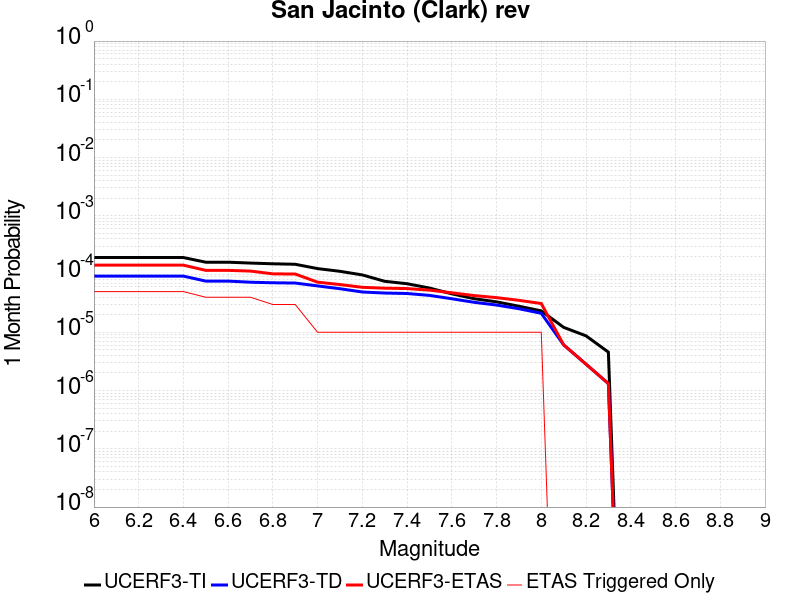 San Jacinto (Clark) rev
1 Month Probability
10^0
10^-1
10^-2
10^-3
10^-4
10^-5
10^-6
10^-7
10^-8
6 6.2 6.4 6.6 6.8 7 7.2 7.4 7.6 7.8 8 8.2 8.4 8.6 8.8 9
Magnitude
UCERF3-TI UCERF3-TD UCERF3-ETAS ETAS Triggered Only